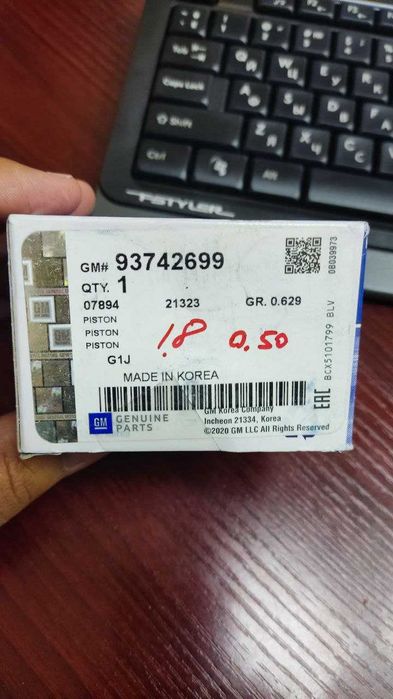 GM# 93742699
QTY. 1
07894 21323 GR. 0.629
PISTON
PISTON
PISTON
1.8 0.50
G1J
MADE IN KOREA
GM GENUINE PARTS
GM Korea Company
Incheon 21334, Korea
©2020 GM LLC All Rights Reserved
0B039973
BCX5101799 BLV
EAC
Caps Lock
Shift
Ctrl
Alt